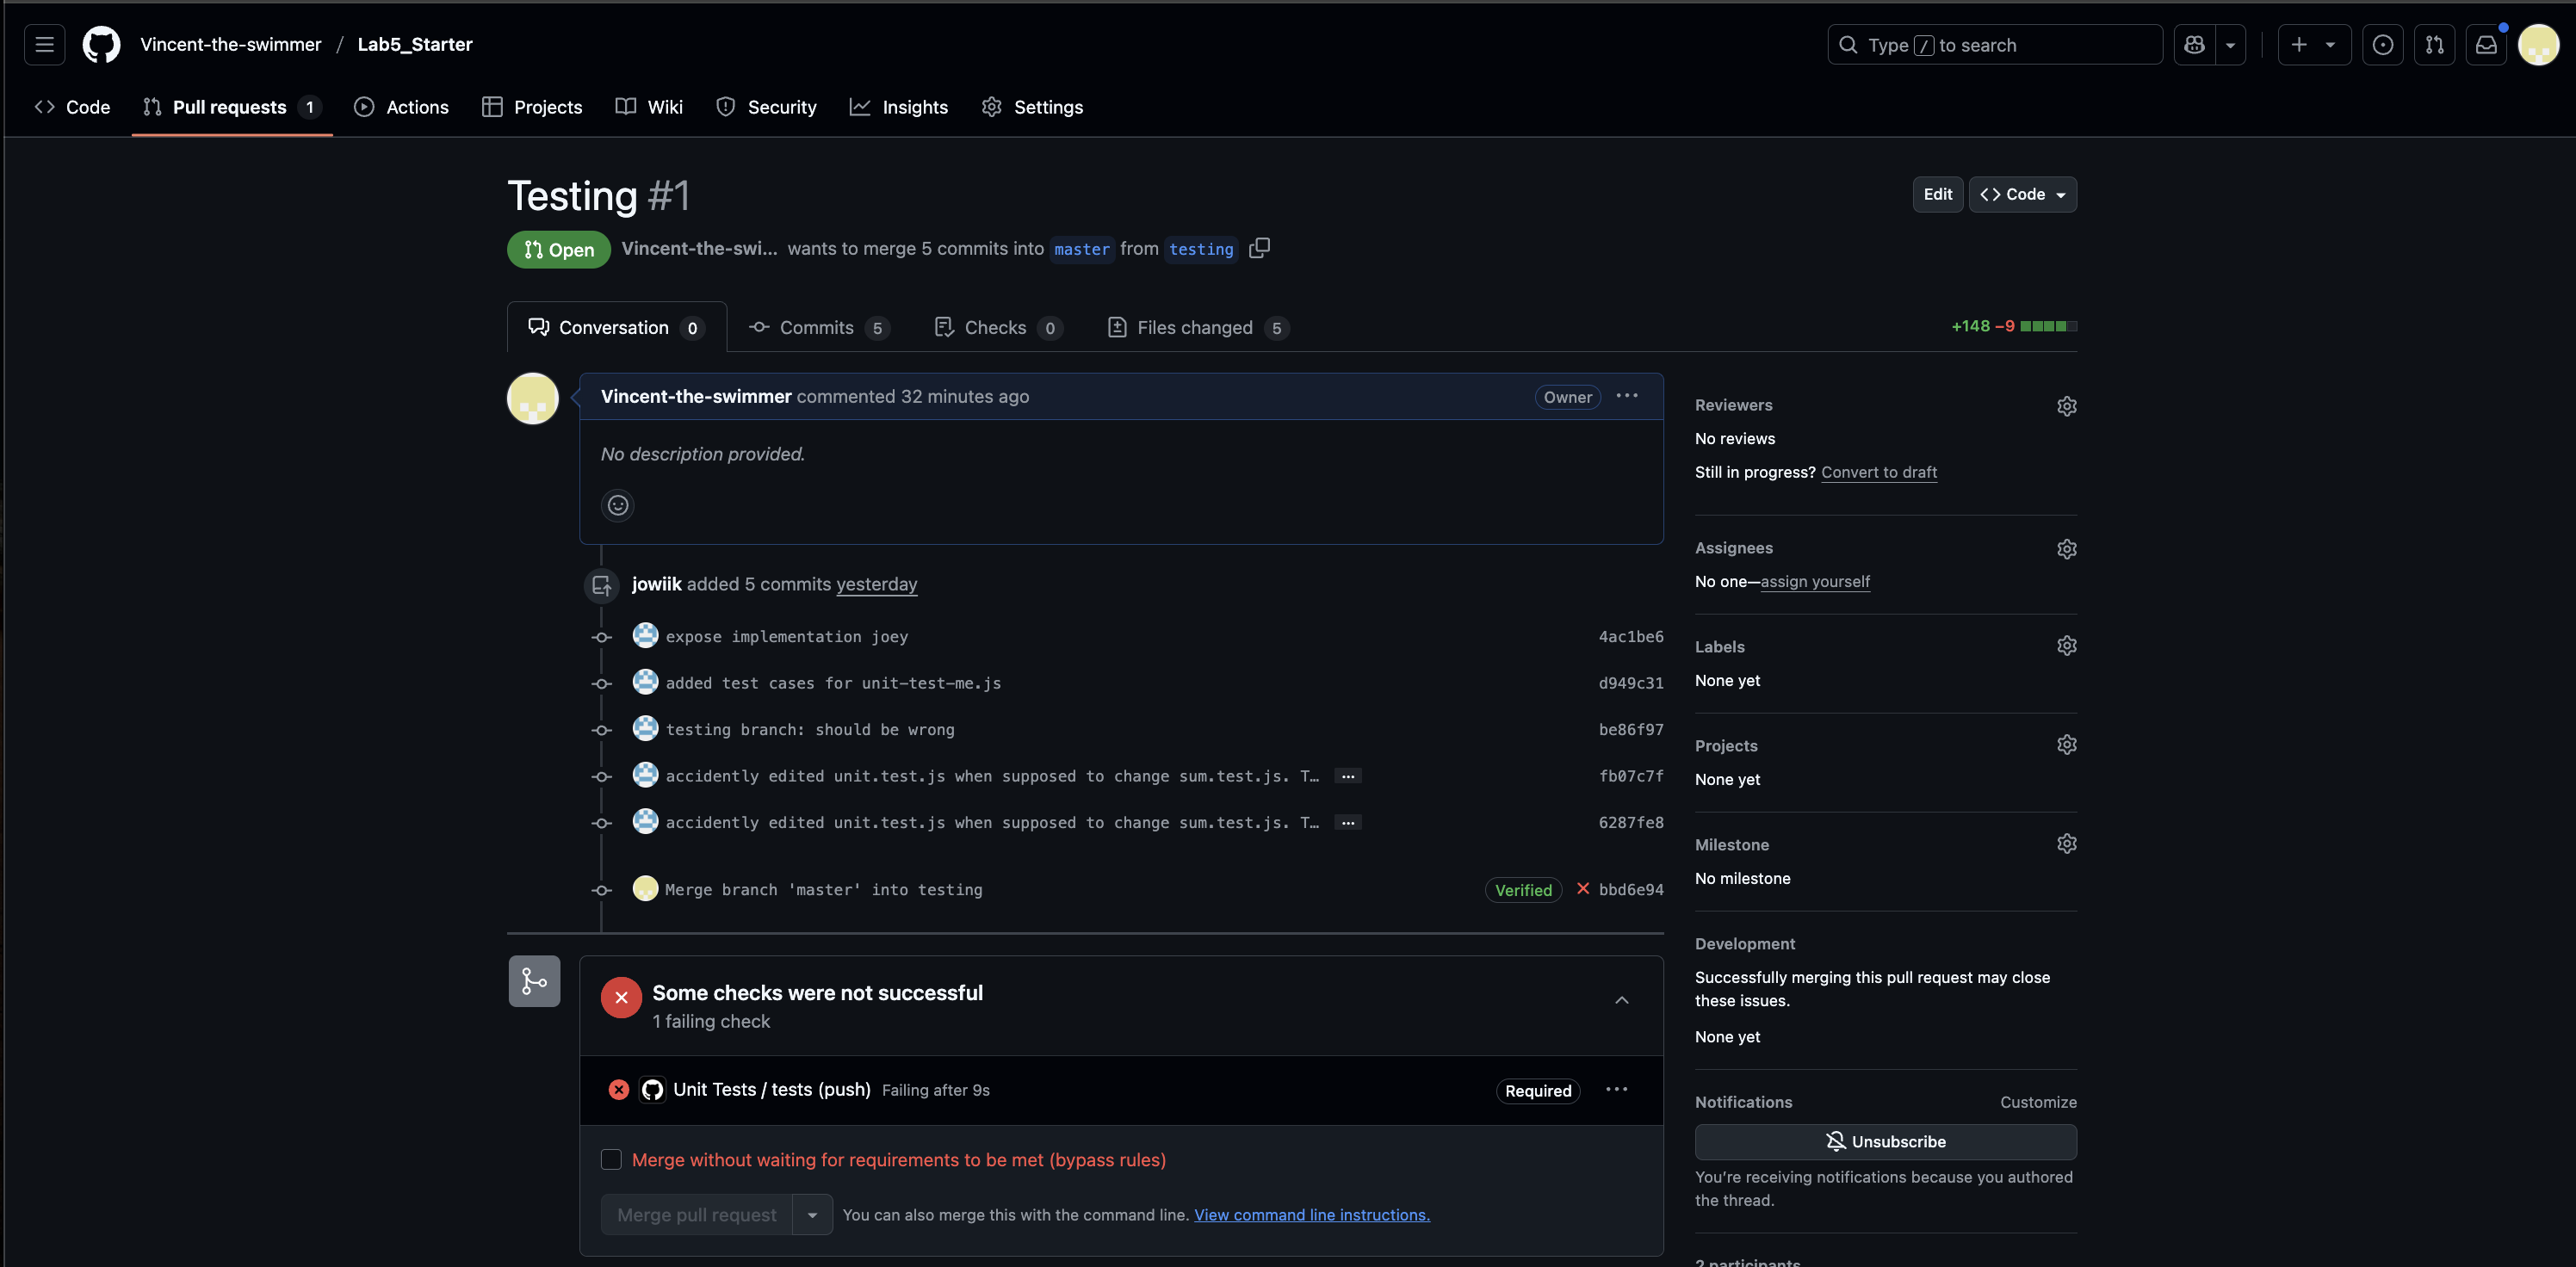 Vincent-the-swimmer / Lab5_Starter
Type / to search
Code
Pull requests 1
Actions
Projects
Wiki
Security
Insights
Settings
Testing #1
Edit
Code
Open
Vincent-the-swi... wants to merge 5 commits into master from testing
Conversation 0
Commits 5
Checks 0
Files changed 5
+148 −9
Vincent-the-swimmer commented 32 minutes ago
Owner
No description provided.
jowiik added 5 commits yesterday
expose implementation joey 4ac1be6
added test cases for unit-test-me.js d949c31
testing branch: should be wrong be86f97
accidently edited unit.test.js when supposed to change sum.test.js. T… ... fb07c7f
accidently edited unit.test.js when supposed to change sum.test.js. T… ... 6287fe8
Merge branch 'master' into testing Verified bbd6e94
Some checks were not successful
1 failing check
Unit Tests / tests (push) Failing after 9s Required
Merge without waiting for requirements to be met (bypass rules)
Merge pull request
You can also merge this with the command line. View command line instructions.
Reviewers
No reviews
Still in progress? Convert to draft
Assignees
No one—assign yourself
Labels
None yet
Projects
None yet
Milestone
No milestone
Development
Successfully merging this pull request may close
these issues.
None yet
Notifications
Customize
Unsubscribe
You're receiving notifications because you authored
the thread.
2 participants